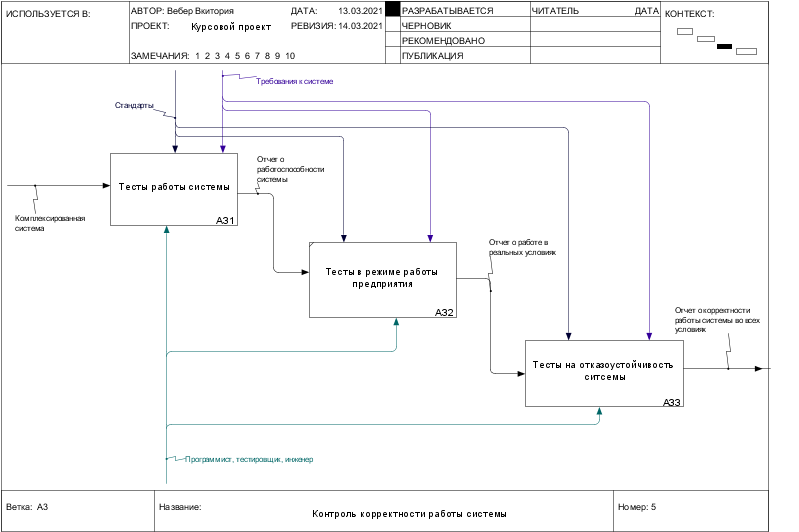 ИСПОЛЬЗУЕТСЯ В:
АВТОР: Вебер Вкитория
ДАТА: 13.03.2021
ПРОЕКТ: Курсовой проект
РЕВИЗИЯ: 14.03.2021
ЗАМЕЧАНИЯ: 1 2 3 4 5 6 7 8 9 10
РАЗРАБАТЫВАЕТСЯ
ЧЕРНОВИК
РЕКОМЕНДОВАНО
ПУБЛИКАЦИЯ
ЧИТАТЕЛЬ ДАТА
КОНТЕКСТ:
Требования к системе
Стандарты
Тесты работы системы
A31
Отчет о
работоспособности
системы
Комплексированная
система
Тесты в режиме работы
предприятия
A32
Отчет о работе в
реальных условиях
Отчет о корректности
работы системы во всех
условиях
Тесты на отказоустойчивость
ситсемы
A33
Программист, тестировщик, инженер
Ветка: A3
Название:
Контроль корректности работы системы
Номер: 5